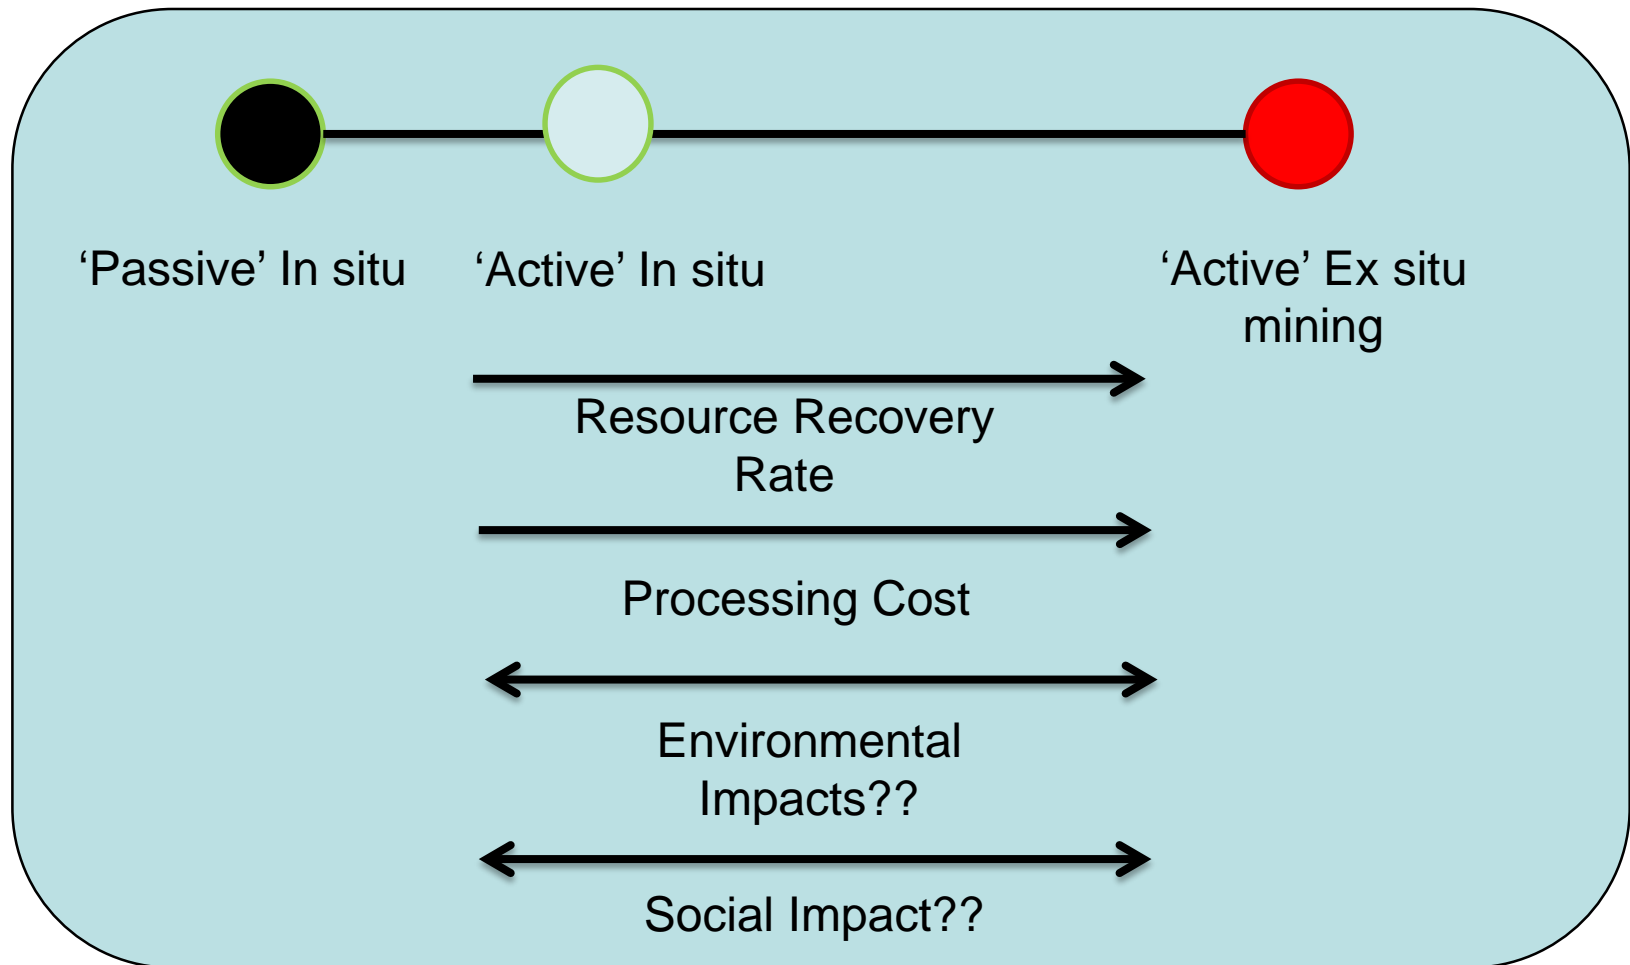 ‘Passive’ In situ
‘Active’ In situ
‘Active’ Ex situ
mining
Resource Recovery
Rate
Processing Cost
Environmental
Impacts??
Social Impact??